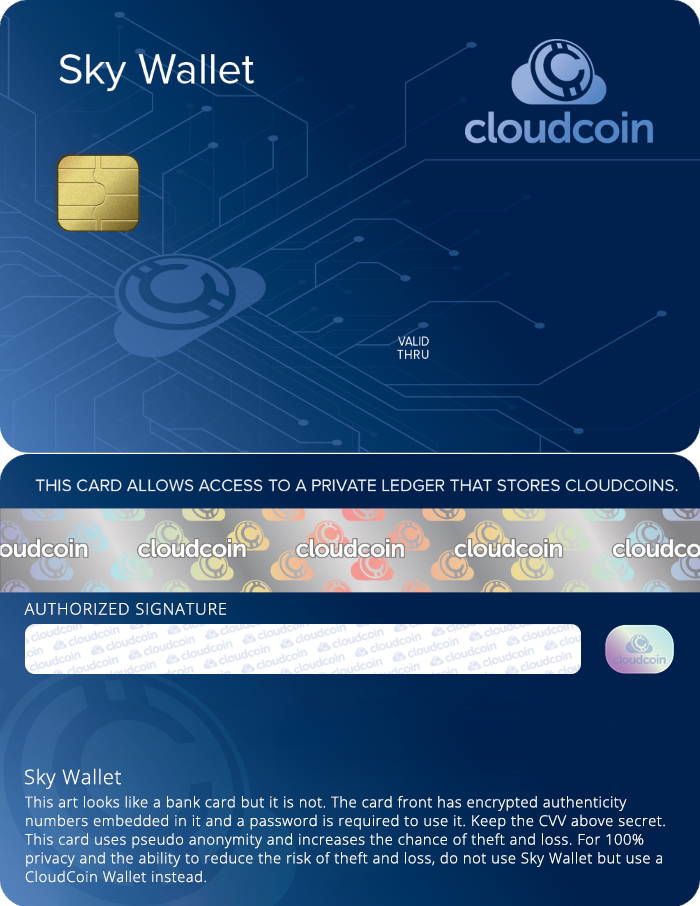 Sky Wallet
cloudcoin
VALID
THRU
THIS CARD ALLOWS ACCESS TO A PRIVATE LEDGER THAT STORES CLOUDCOINS.
oudcoin cloudcoin cloudcoin cloudcoin cloudco
AUTHORIZED SIGNATURE
cloudcoin
Sky Wallet
This art looks like a bank card but it is not. The card front has encrypted authenticity
numbers embedded in it and a password is required to use it. Keep the CVV above secret.
This card uses pseudo anonymity and increases the chance of theft and loss. For 100%
privacy and the ability to reduce the risk of theft and loss, do not use Sky Wallet but use a
CloudCoin Wallet instead.